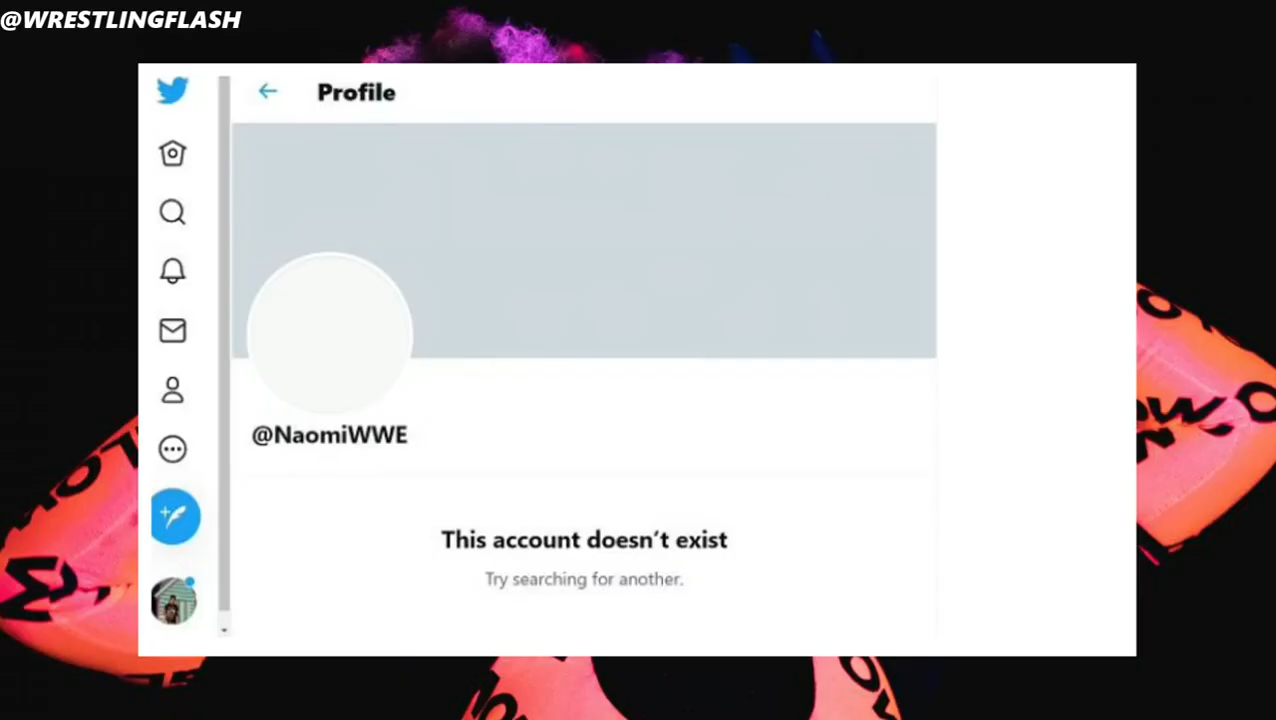 @WRESTLINGFLASH
Profile
@NaomiWWE
This account doesn’t exist
Try searching for another.